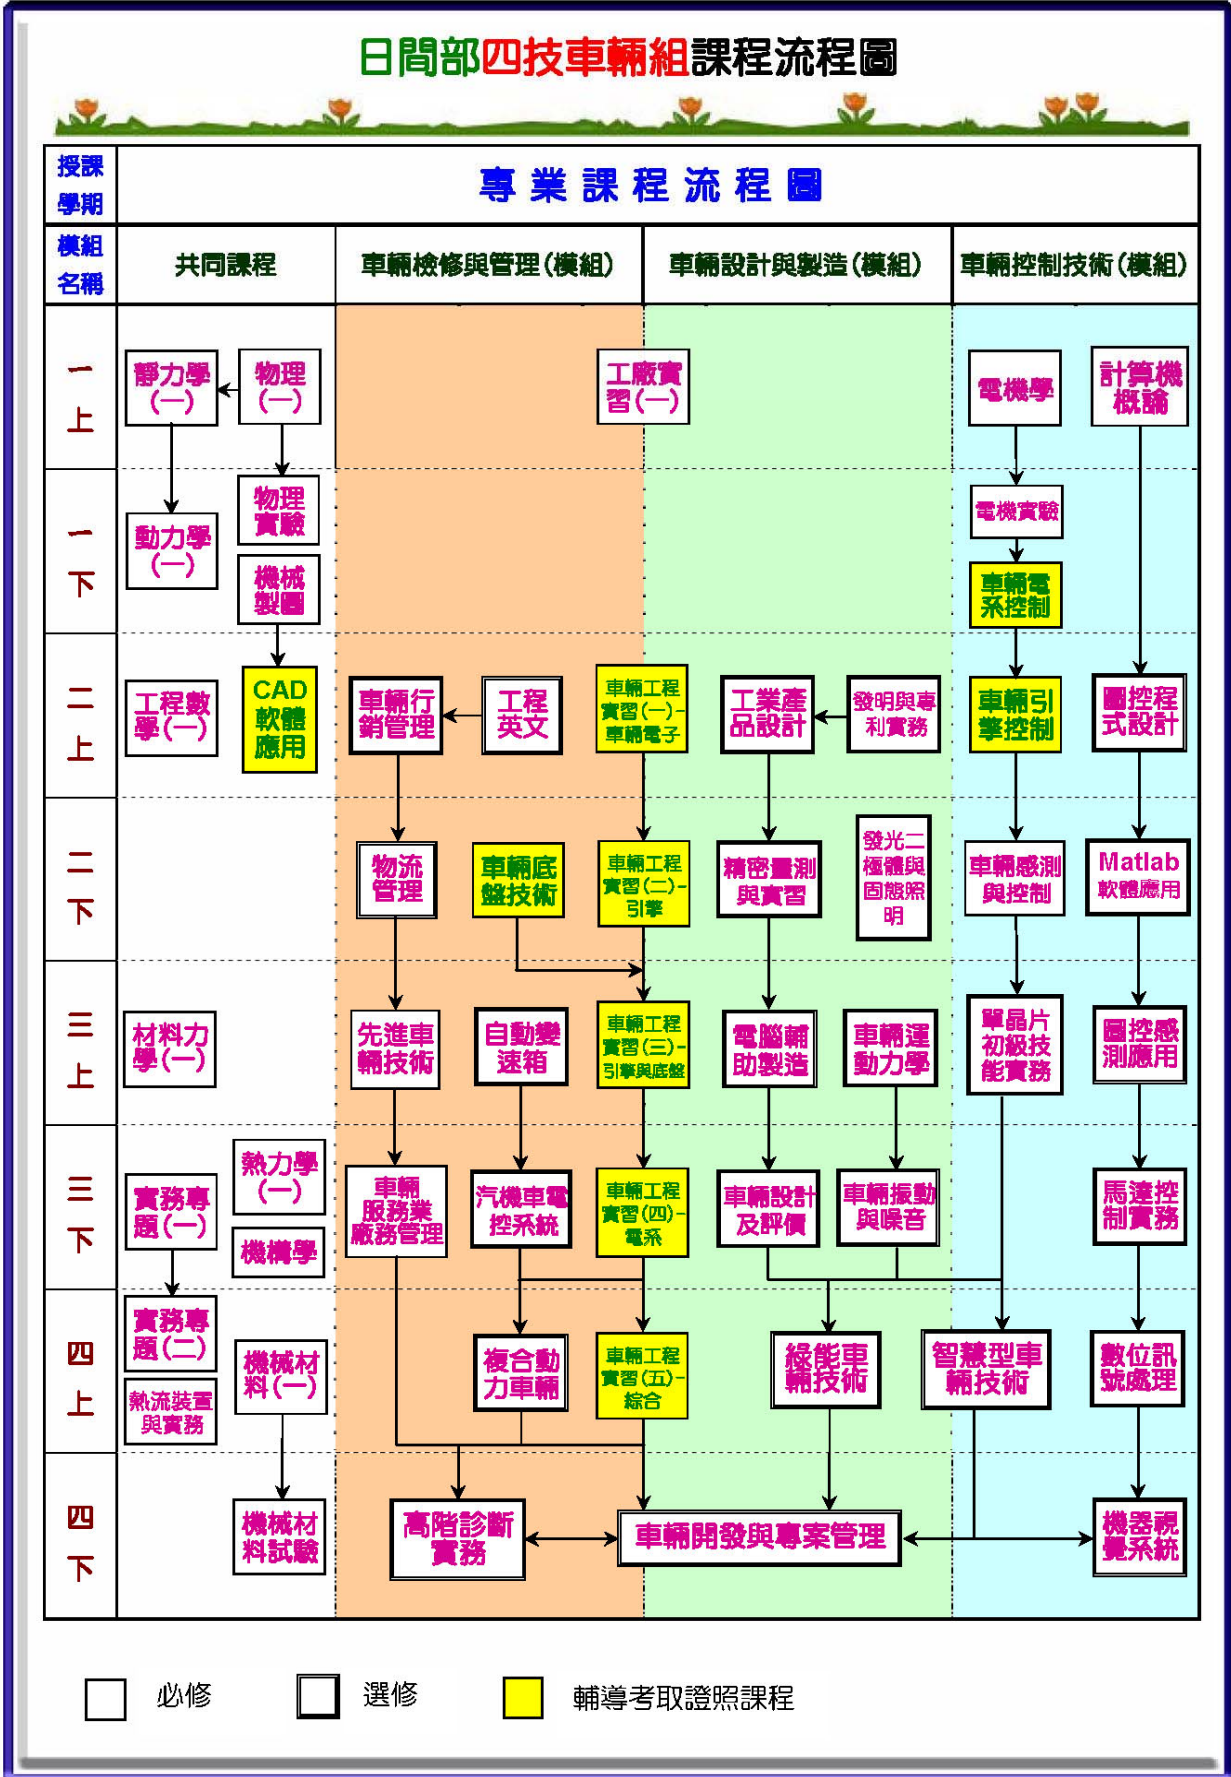 日間部四技車輛組課程流程圖
授課
學期
專業課程流程圖
模組
名稱
共同課程
車輛檢修與管理(模組)
車輛設計與製造(模組)
車輛控制技術(模組)
一
上
靜力學
(一)
物理
(一)
工廠實
習(一)
電機學
計算機
概論
一
下
動力學
(一)
物理
實驗
機械
製圖
電機實驗
車輛電
系控制
二
上
工程數
學(一)
CAD
軟體
應用
車輛行
銷管理
工程
英文
車輛工程
實習(一)-
車輛電子
工業產
品設計
發明與專
利實務
車輛引
擎控制
圖控程
式設計
二
下
物流
管理
車輛底
盤技術
車輛工程
實習(二)-
引擎
精密量測
與實習
發光二
極體與
固態照
明
車輛感測
與控制
Matlab
軟體應用
三
上
材料力
學(一)
先進車
輛技術
自動變
速箱
車輛工程
實習(三)-
引擎與底盤
電腦輔
助製造
車輛運
動力學
單晶片
初級技
能實務
圖控感
測應用
三
下
實務專
題(一)
熱力學
(一)
機構學
車輛
服務業
廠務管理
汽機車電
控系統
車輛工程
實習(四)-
電系
車輛設計
及評價
車輛振動
與噪音
馬達控
制實務
四
上
實務專
題(二)
熱流裝置
與實務
機械材
料(一)
複合動
力車輛
車輛工程
實習(五)-
綜合
綠能車
輛技術
智慧型車
輛技術
數位訊
號處理
四
下
機械材
料試驗
高階診斷
實務
車輛開發與專案管理
機器視
覺系統
必修
選修
輔導考取證照課程